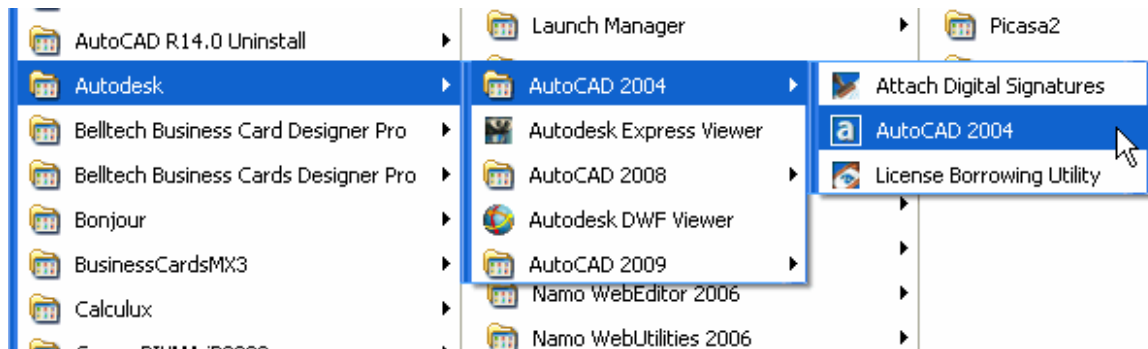 AutoCAD R14.0 Uninstall
Autodesk
Belltech Business Card Designer Pro
Belltech Business Cards Designer Pro
Bonjour
BusinessCardsMX3
Calculux
Launch Manager
AutoCAD 2004
Autodesk Express Viewer
AutoCAD 2008
Autodesk DWF Viewer
AutoCAD 2009
Namo WebEditor 2006
Namo WebUtilities 2006
Picasa2
Attach Digital Signatures
AutoCAD 2004
License Borrowing Utility